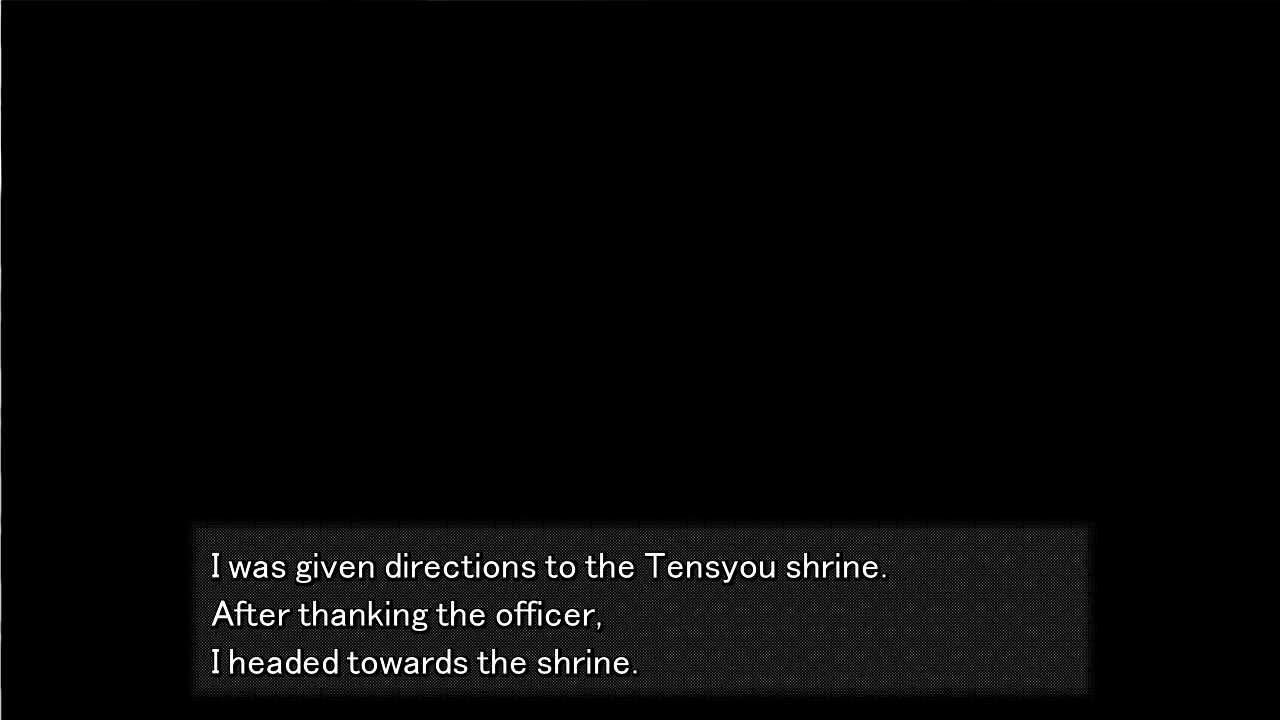 I was given directions to the Tensyou shrine.
After thanking the officer,
I headed towards the shrine.